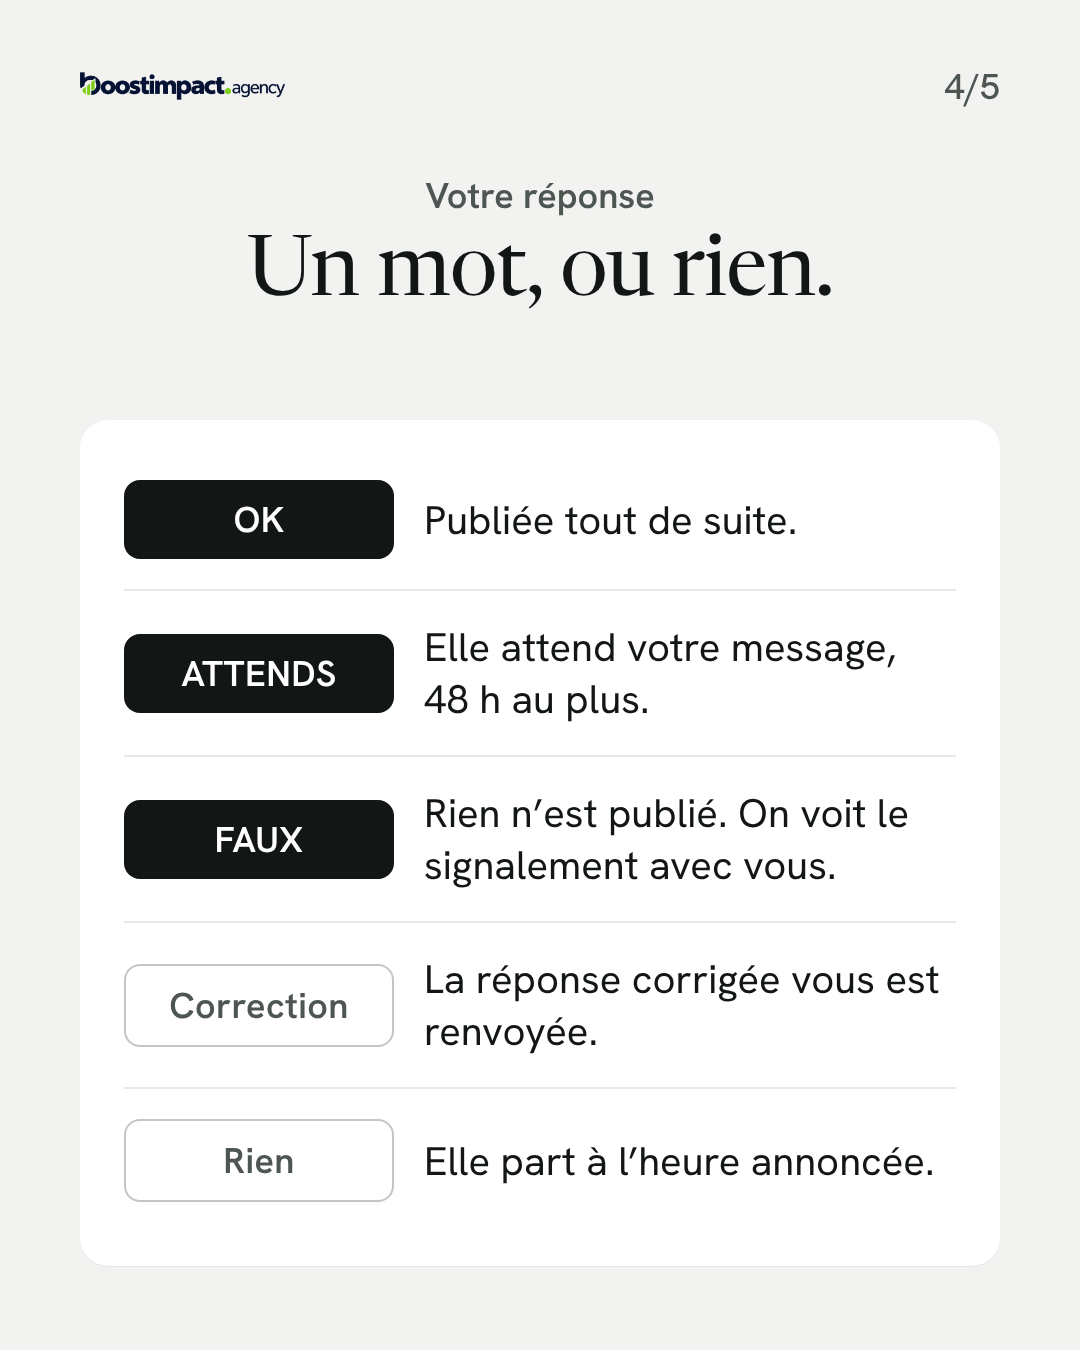 boostimpact.agency
4/5
Votre réponse
Un mot, ou rien.
OK
Publiée tout de suite.
ATTENDS
Elle attend votre message,
48 h au plus.
FAUX
Rien n’est publié. On voit le
signalement avec vous.
Correction
La réponse corrigée vous est
renvoyée.
Rien
Elle part à l’heure annoncée.